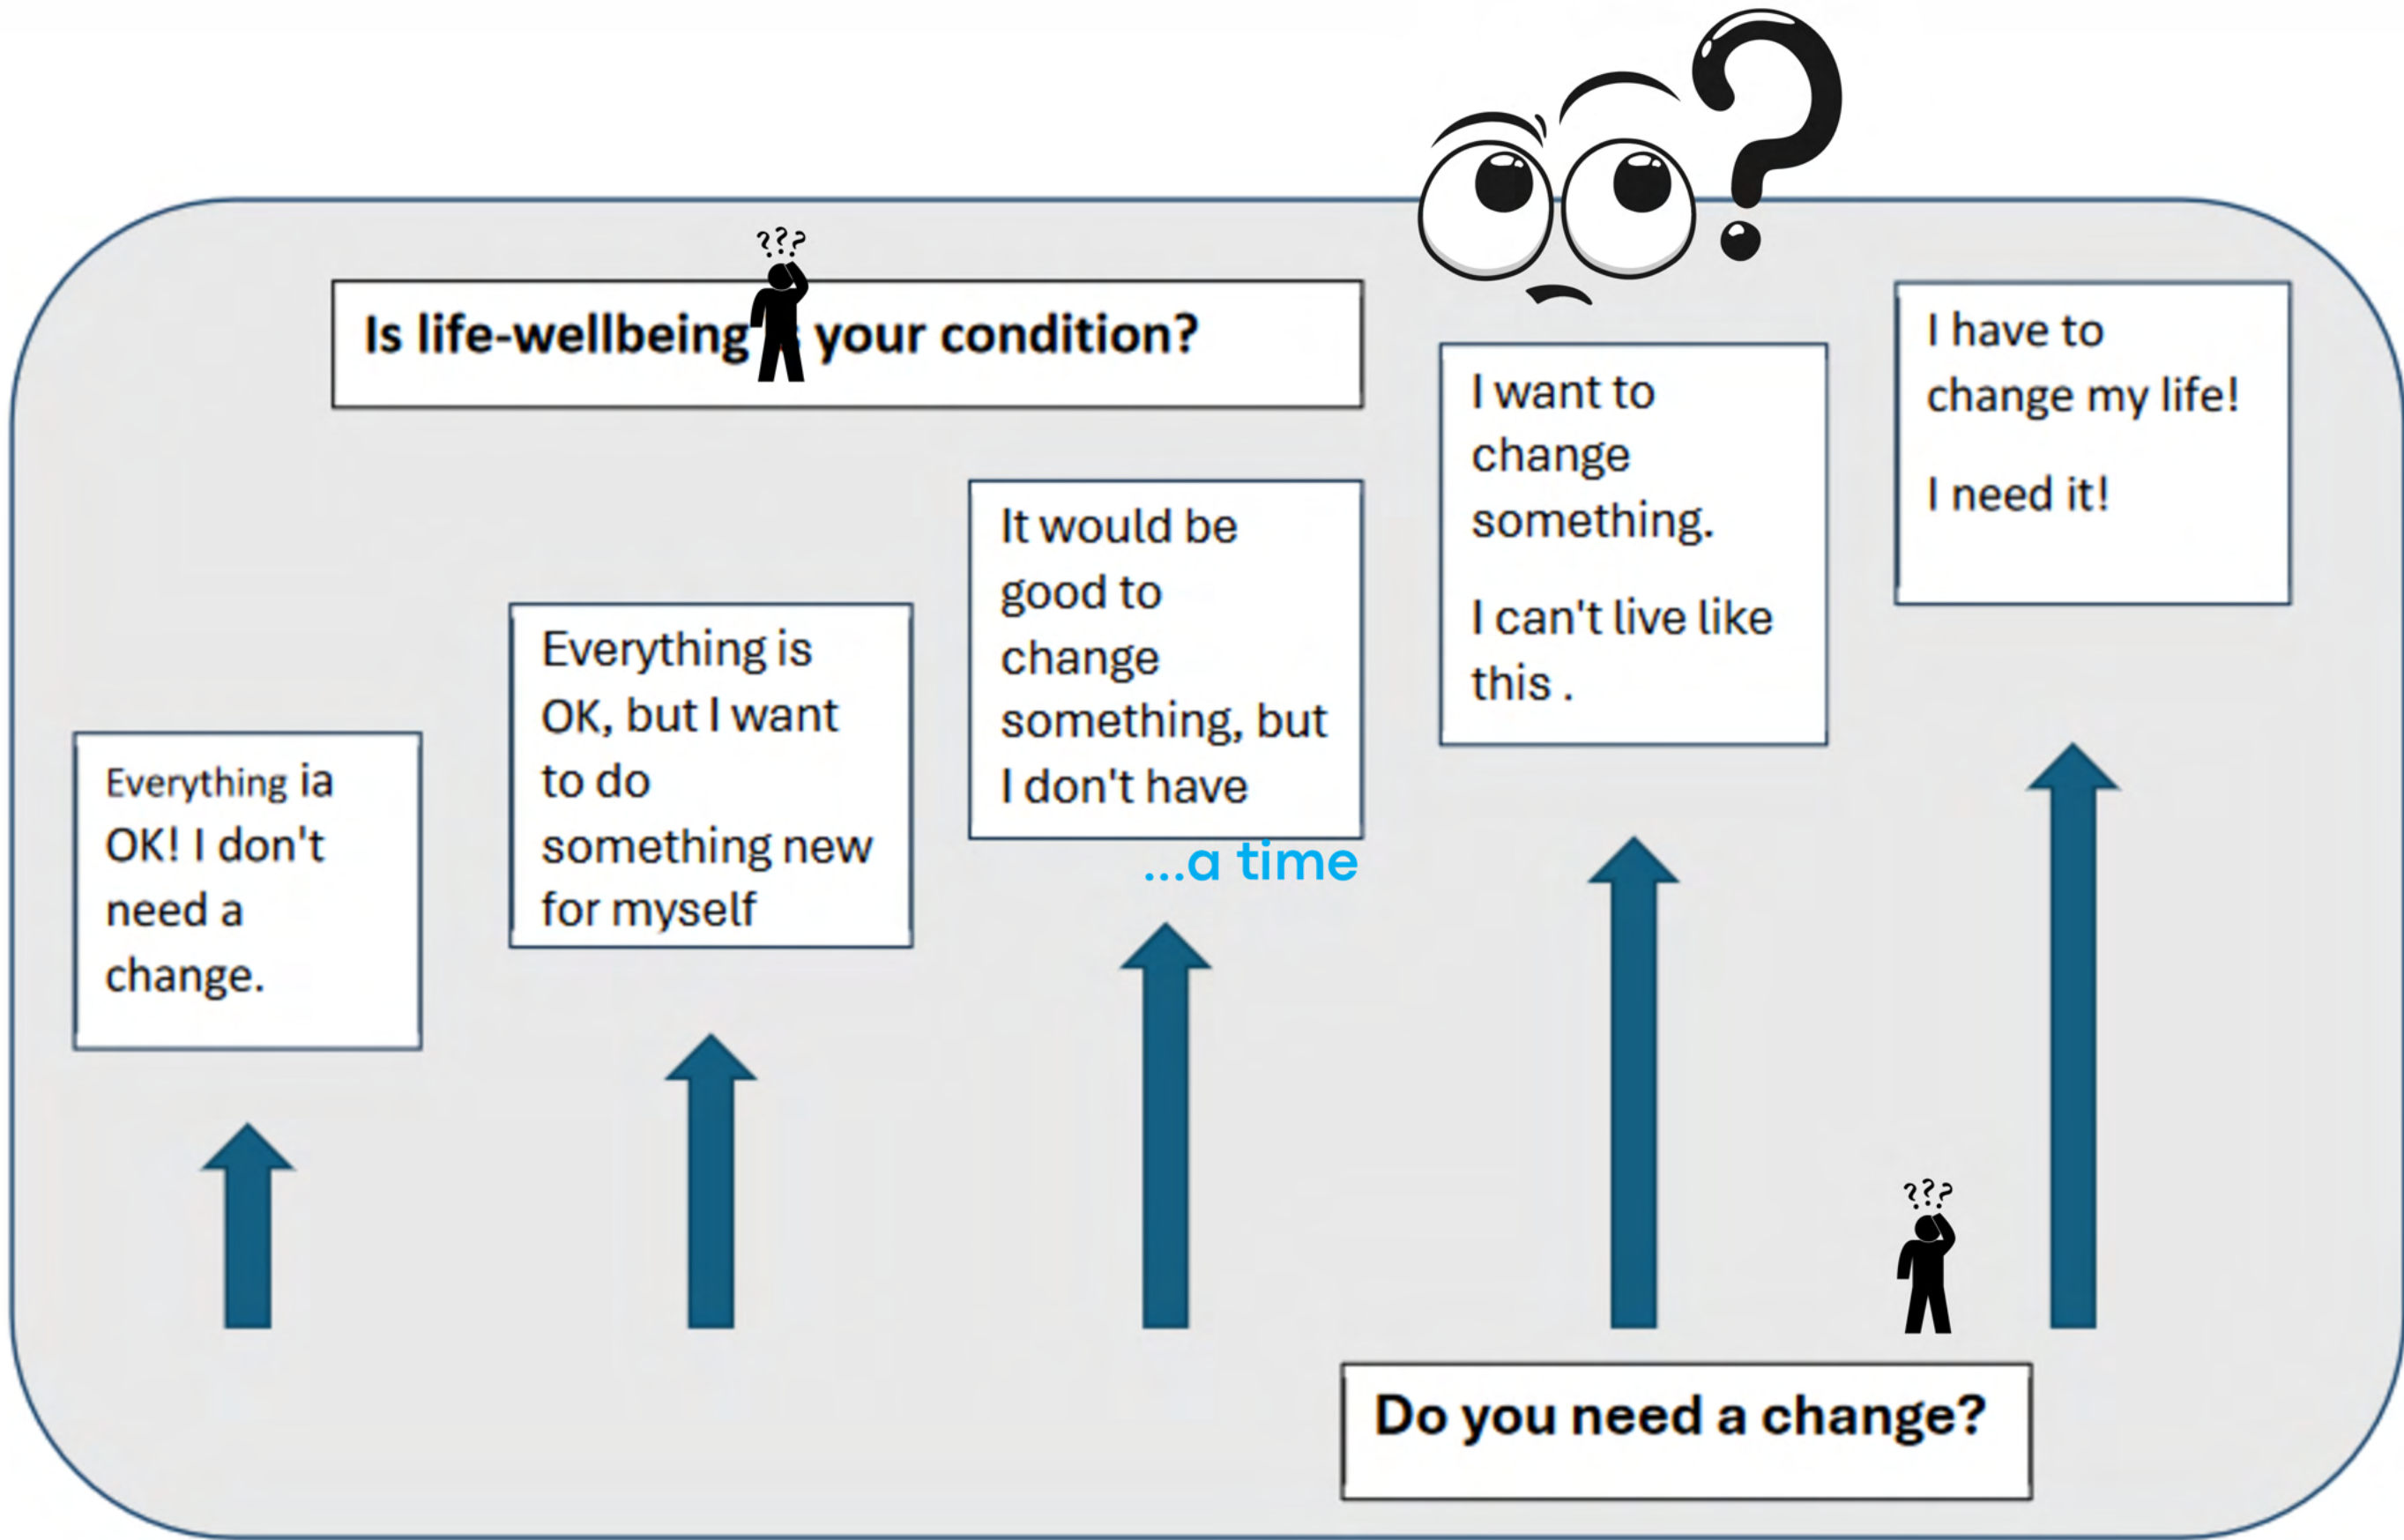 ???
Is life-wellbeing your condition?
Everything ia
OK! I don't
need a
change.
Everything is
OK, but I want
to do
something new
for myself
It would be
good to
change
something, but
I don't have
...a time
?
I want to
change
something.
I can't live like
this .
I have to
change my life!
I need it!
???
Do you need a change?